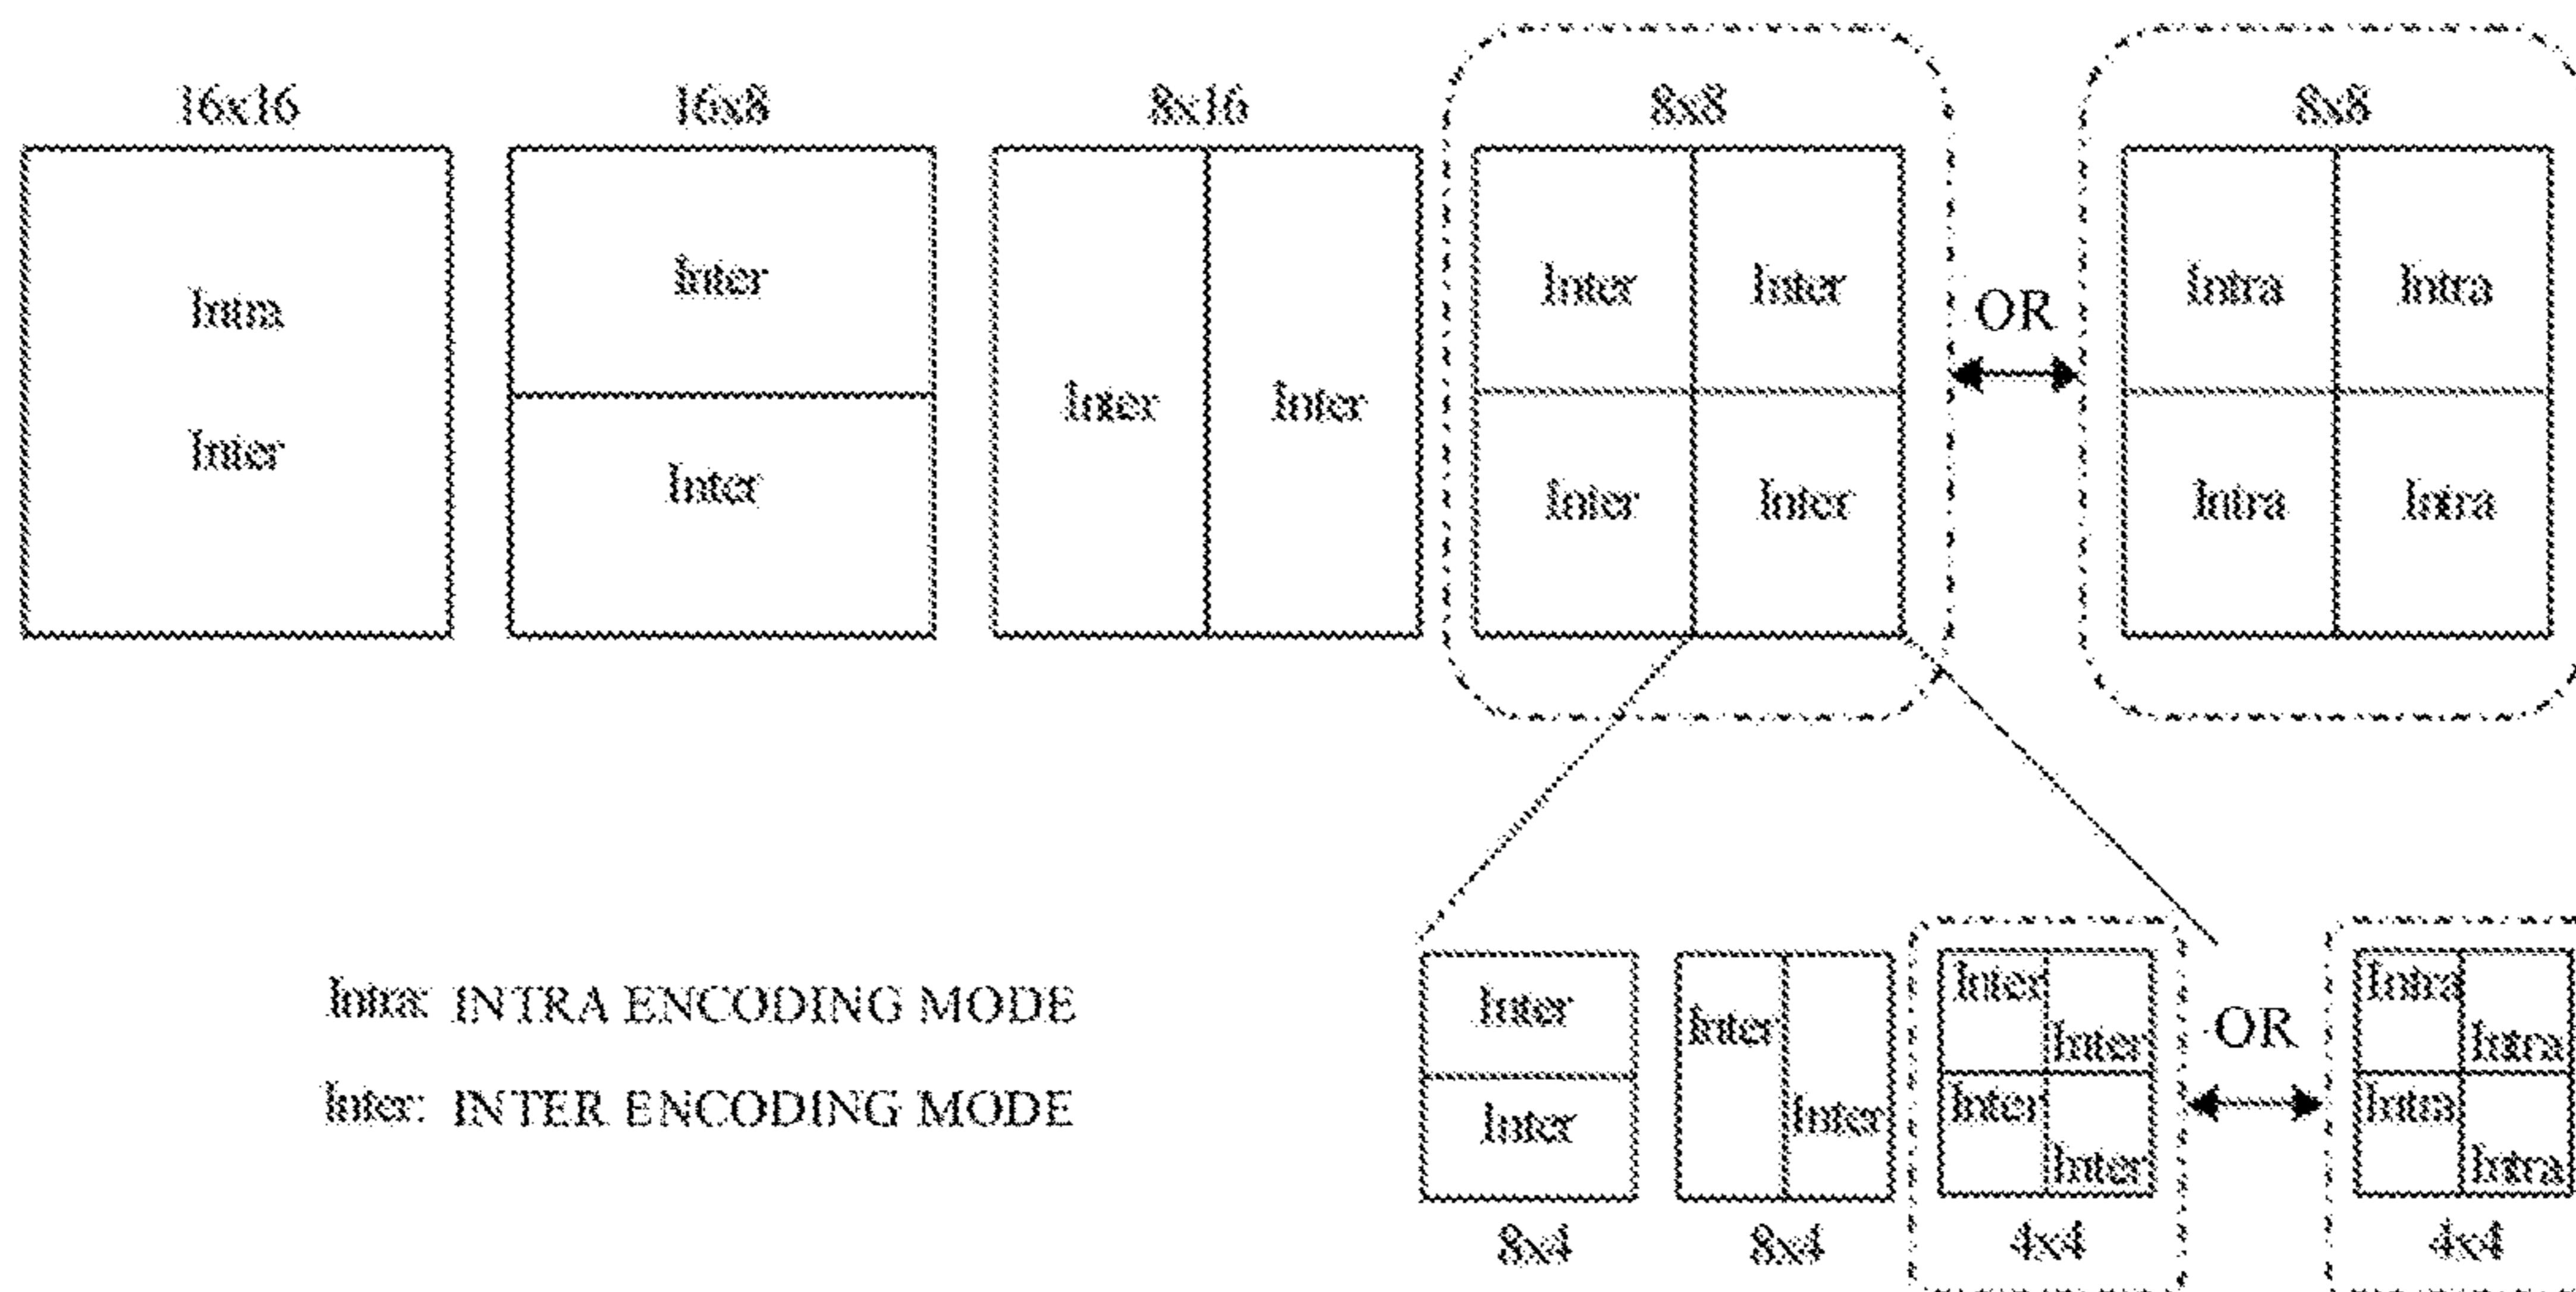 16x16
16x8
8x16
8x8
8x8
Intra
Inter
Inter
Inter
Inter
Inter
Inter
Inter
Inter
Inter
OR
Intra
Intra
Intra
Intra
Intra: INTRA ENCODING MODE
Inter: INTER ENCODING MODE
Inter
Inter
Inter
Inter
Inter
Inter
Inter
Inter
OR
Intra
Intra
Intra
Intra
8x4
8x4
4x4
4x4